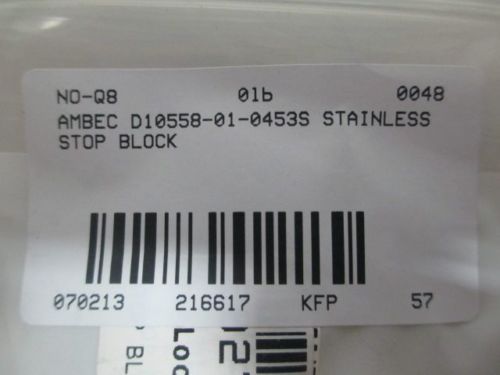 NO-Q8 01b 0048
AMBEC D10558-01-0453S STAINLESS
STOP BLOCK
070213 216617 KFP 57